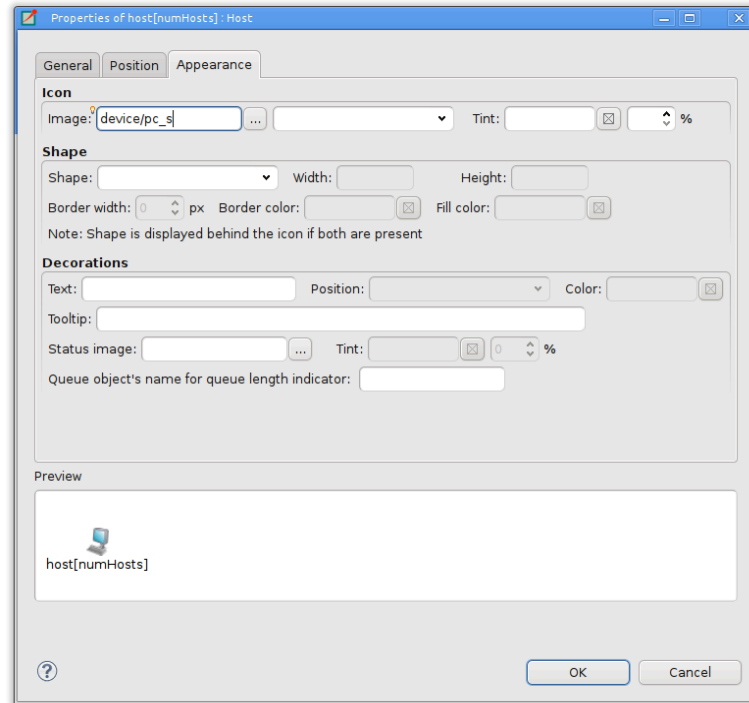 Properties of host[numHosts] : Host
General Position Appearance
Icon
Image: device/pc_s ... Tint: %
Shape
Shape: Width: Height:
Border width: 0 px Border color: Fill color:
Note: Shape is displayed behind the icon if both are present
Decorations
Text: Position: Color:
Tooltip:
Status image: ... Tint: 0 %
Queue object's name for queue length indicator:
Preview
host[numHosts]
? OK Cancel